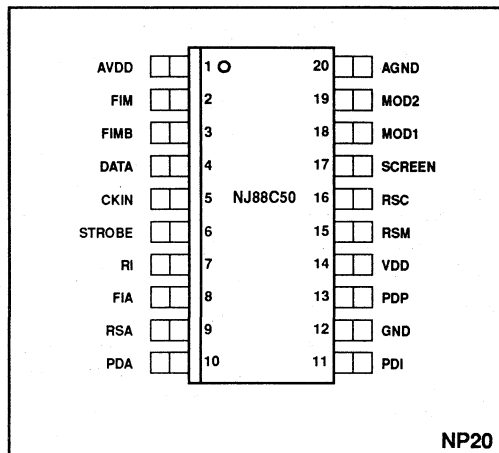 AVDD 1 20 AGND
FIM 2 19 MOD2
FIMB 3 18 MOD1
DATA 4 17 SCREEN
CKIN 5 NJ88C50 16 RSC
STROBE 6 15 RSM
RI 7 14 VDD
FIA 8 13 PDP
RSA 9 12 GND
PDA 10 11 PDI
NP20